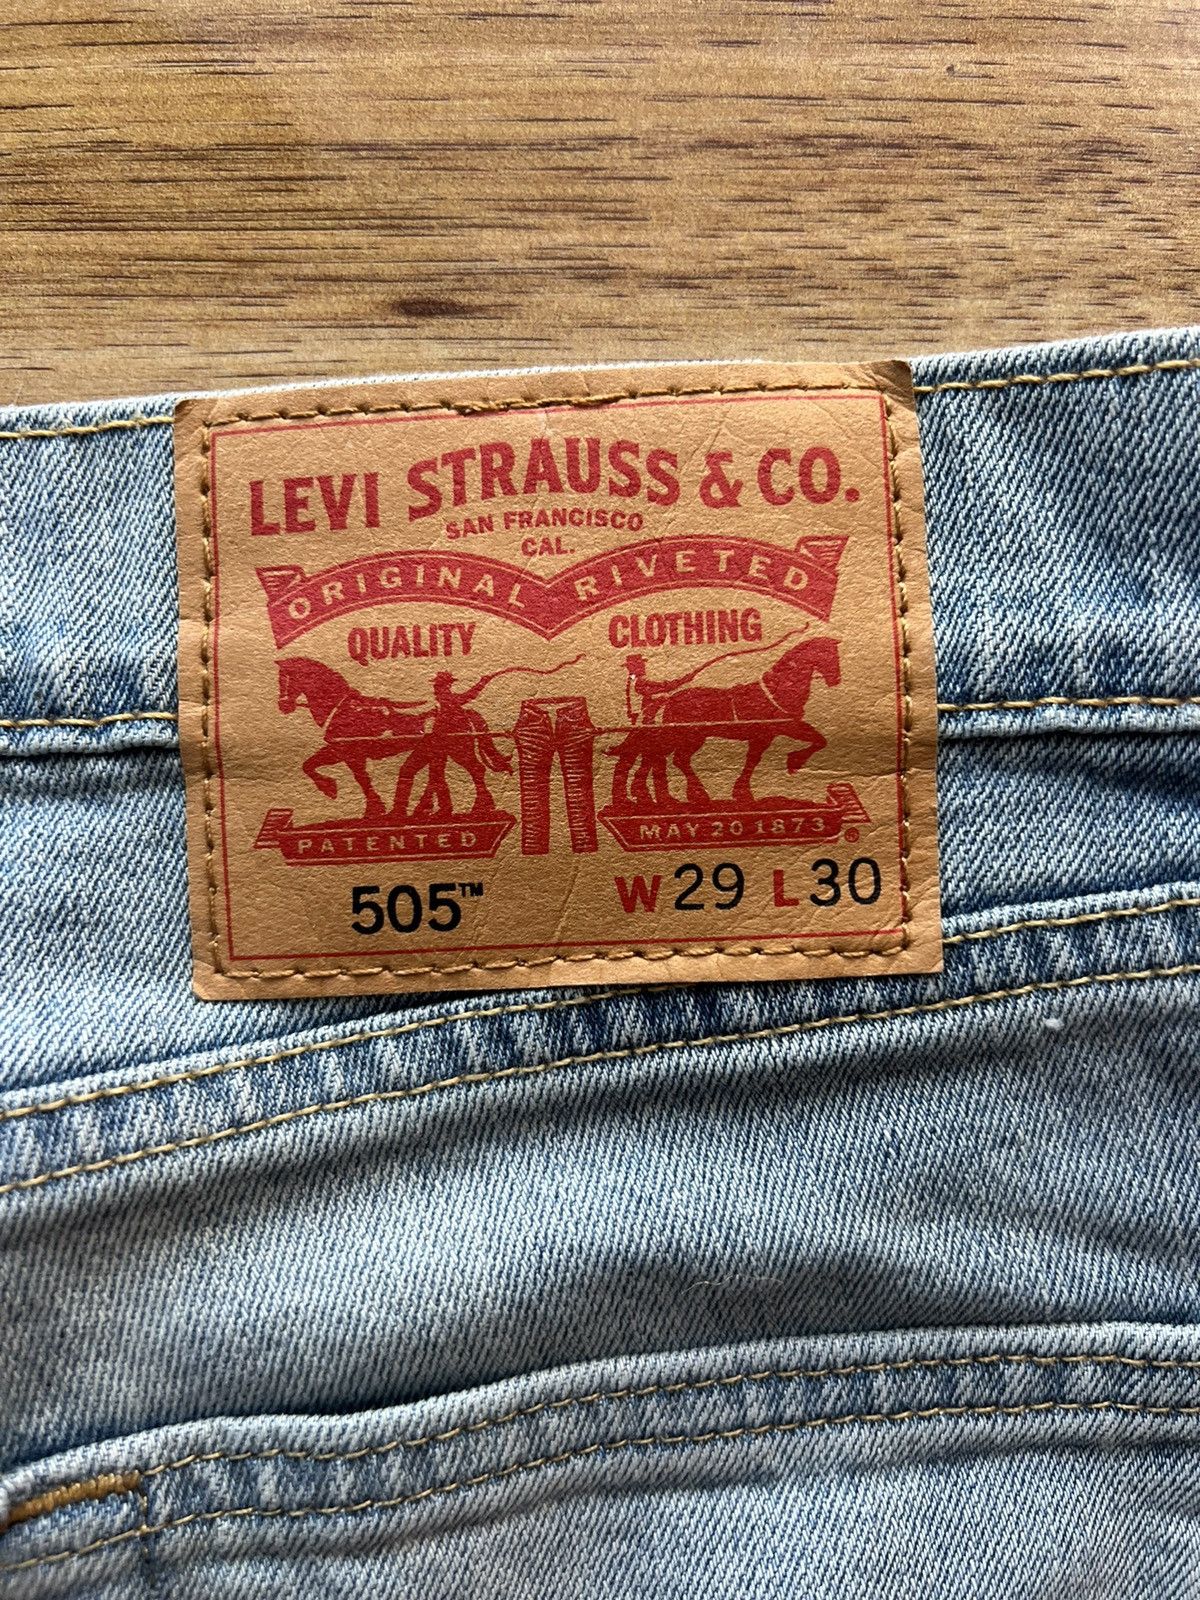 LEVI STRAUSS & CO.
SAN FRANCISCO
CAL.
ORIGINAL RIVETED
QUALITY CLOTHING
PATENTED MAY 20 1873 ®
505™ W29 L30